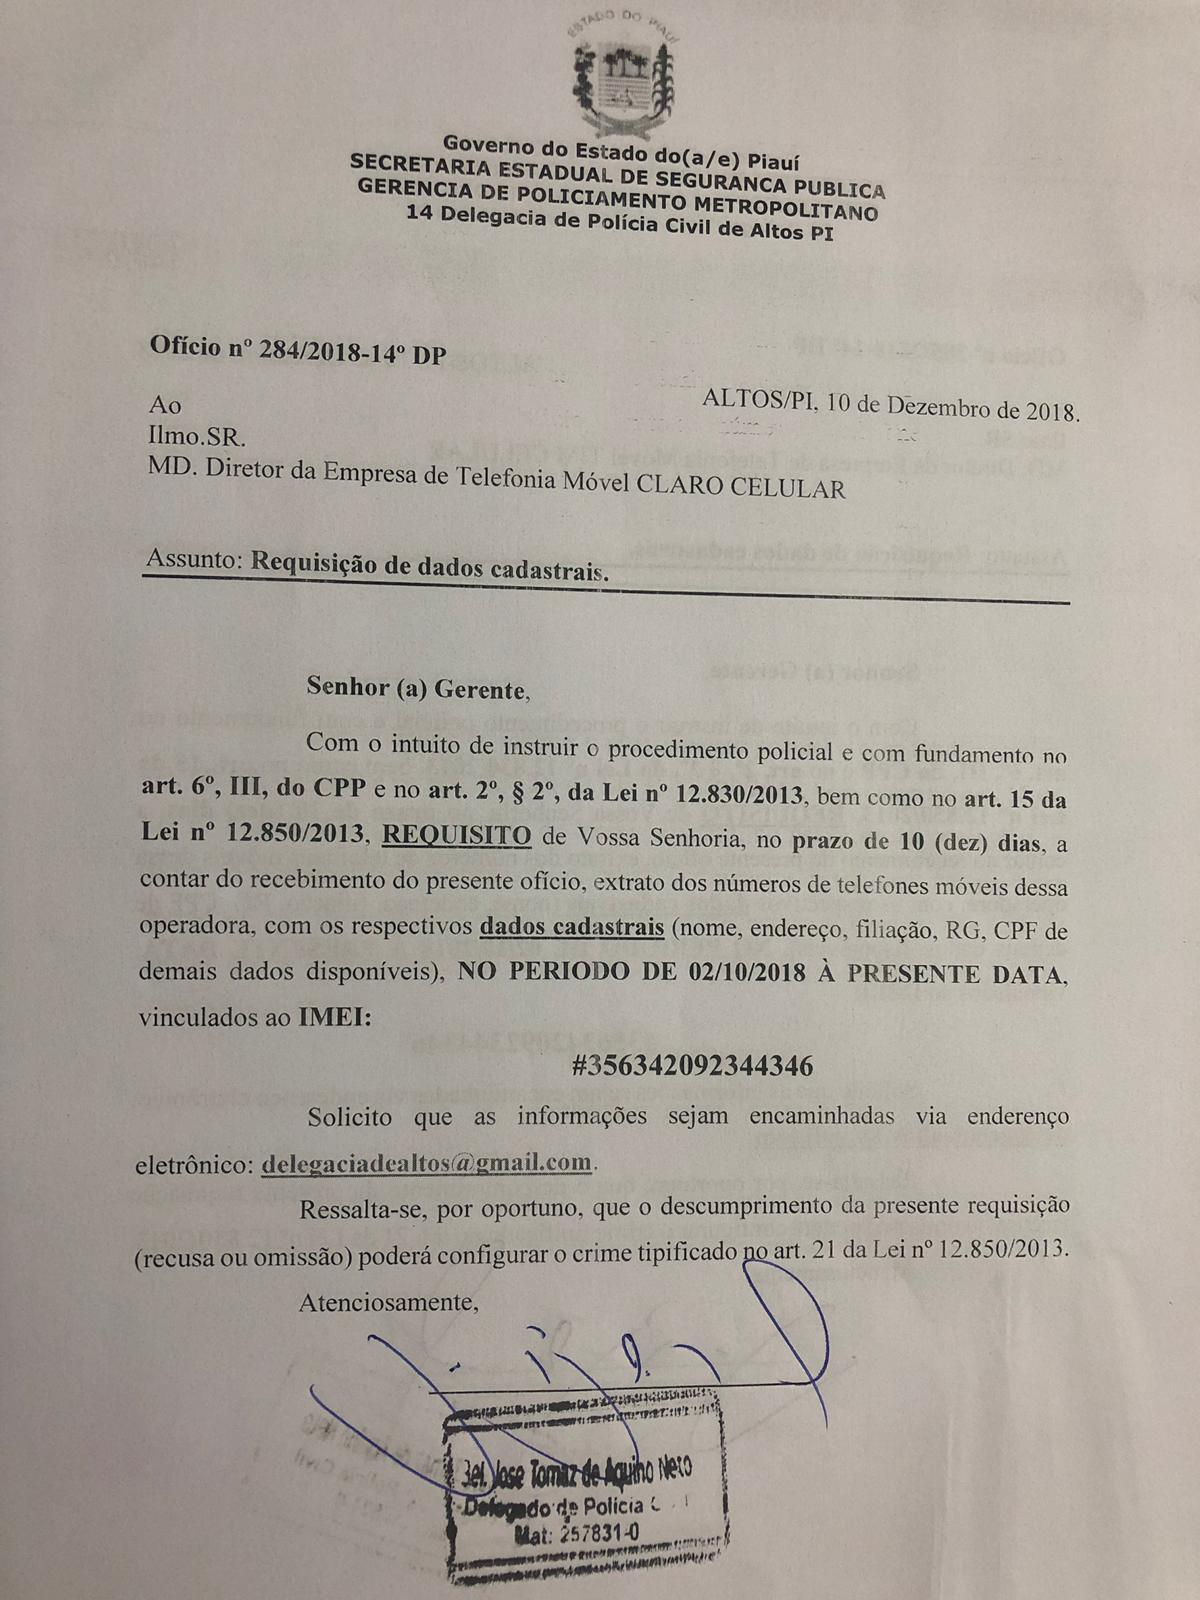 ESTADO DO PIAUÍ
Governo do Estado do(a/e) Piauí
SECRETARIA ESTADUAL DE SEGURANCA PUBLICA
GERENCIA DE POLICIAMENTO METROPOLITANO
14 Delegacia de Polícia Civil de Altos PI
Ofício nº 284/2018-14º DP
ALTOS/PI, 10 de Dezembro de 2018.
Ao
Ilmo.SR.
MD. Diretor da Empresa de Telefonia Móvel CLARO CELULAR
Assunto: Requisição de dados cadastrais.
Senhor (a) Gerente,
Com o intuito de instruir o procedimento policial e com fundamento no
art. 6º, III, do CPP e no art. 2º, § 2º, da Lei nº 12.830/2013, bem como no art. 15 da
Lei nº 12.850/2013, REQUISITO de Vossa Senhoria, no prazo de 10 (dez) dias, a
contar do recebimento do presente ofício, extrato dos números de telefones móveis dessa
operadora, com os respectivos dados cadastrais (nome, endereço, filiação, RG, CPF de
demais dados disponíveis), NO PERIODO DE 02/10/2018 À PRESENTE DATA,
vinculados ao IMEI:
#356342092344346
Solicito que as informações sejam encaminhadas via enderenço
eletrônico: delegaciadealtos@gmail.com.
Ressalta-se, por oportuno, que o descumprimento da presente requisição
(recusa ou omissão) poderá configurar o crime tipificado no art. 21 da Lei nº 12.850/2013.
Atenciosamente,
Bel. Jose Tomaz de Aquino Neto
Delegado de Polícia
Mat: 257831-0